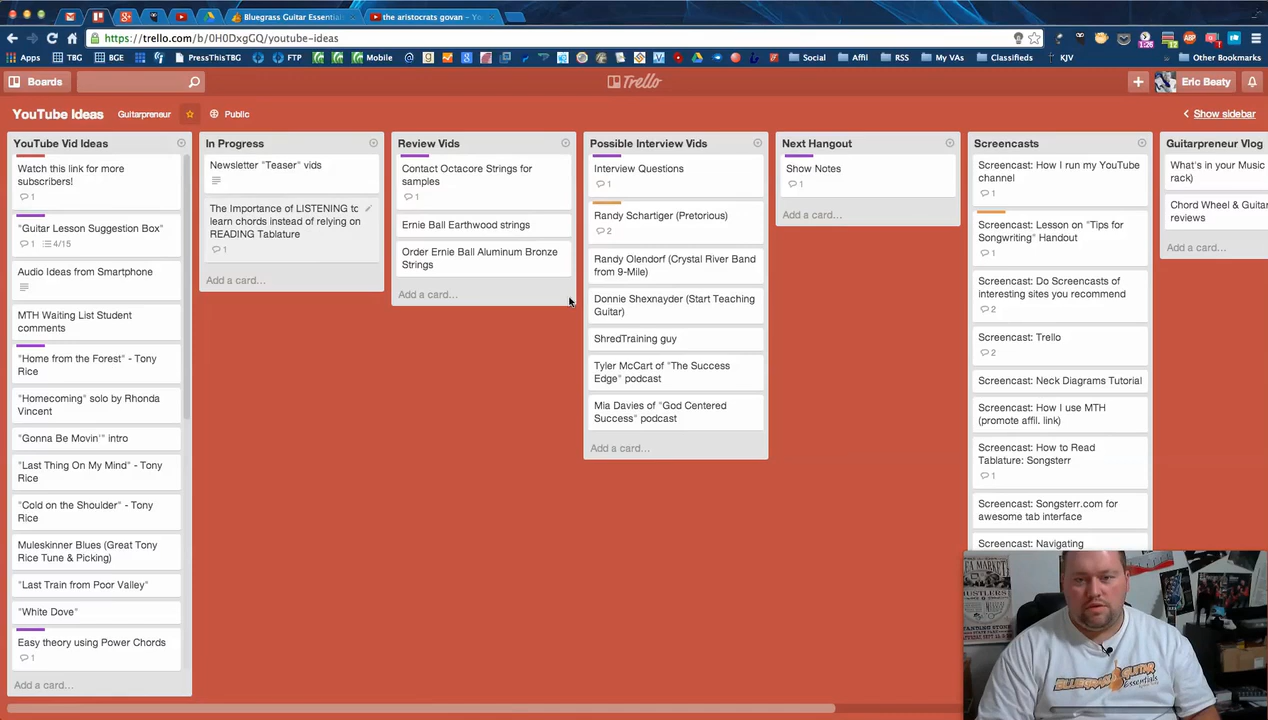 Bluegrass Guitar Essential
the aristocrats govan - Yo
https://trello.com/b/0H0DxgGQ/youtube-ideas
Apps TBG BGE PressThisTBG FTP Mobile Social Affil RSS My VAs Classifieds KJV Other Bookmarks
1:26
Boards
Trello
Eric Beaty
YouTube Ideas Guitarpreneur Public
Show sidebar
YouTube Vid Ideas
Watch this link for more
subscribers!
1
"Guitar Lesson Suggestion Box"
1 4/15
Audio Ideas from Smartphone
MTH Waiting List Student
comments
"Home from the Forest" - Tony
Rice
"Homecoming" solo by Rhonda
Vincent
"Gonna Be Movin'" intro
"Last Thing On My Mind" - Tony
Rice
"Cold on the Shoulder" - Tony
Rice
Muleskinner Blues (Great Tony
Rice Tune & Picking)
"Last Train from Poor Valley"
"White Dove"
Easy theory using Power Chords
1
Add a card...
In Progress
Newsletter "Teaser" vids
The Importance of LISTENING to
learn chords instead of relying on
READING Tablature
1
Add a card...
Review Vids
Contact Octacore Strings for
samples
1
Ernie Ball Earthwood strings
Order Ernie Ball Aluminum Bronze
Strings
Add a card...
Possible Interview Vids
Interview Questions
1
Randy Schartiger (Pretorious)
2
Randy Olendorf (Crystal River Band
from 9-Mile)
Donnie Shexnayder (Start Teaching
Guitar)
ShredTraining guy
Tyler McCart of "The Success
Edge" podcast
Mia Davies of "God Centered
Success" podcast
Add a card...
Next Hangout
Show Notes
1
Add a card...
Screencasts
Screencast: How I run my YouTube
channel
1
Screencast: Lesson on "Tips for
Songwriting" Handout
1
Screencast: Do Screencasts of
interesting sites you recommend
2
Screencast: Trello
2
Screencast: Neck Diagrams Tutorial
Screencast: How I use MTH
(promote affil. link)
Screencast: How to Read
Tablature: Songsterr
1
Screencast: Songsterr.com for
awesome tab interface
Screencast: Navigating
Guitarpreneur Vlog
What's in your Music
rack)
Chord Wheel & Guitar
reviews
Add a card...
BLUEGRASS GUITAR
Essentials